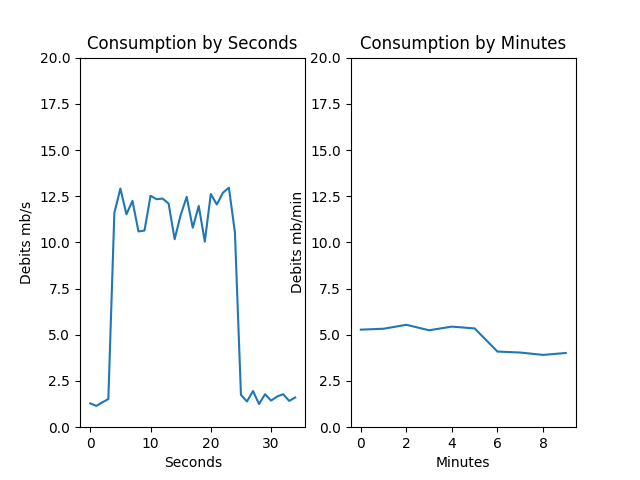 Consumption by Seconds
Debits mb/s
20.0
17.5
15.0
12.5
10.0
7.5
5.0
2.5
0.0
0 10 20 30
Seconds
Consumption by Minutes
Debits mb/min
20.0
17.5
15.0
12.5
10.0
7.5
5.0
2.5
0.0
0 2 4 6 8
Minutes